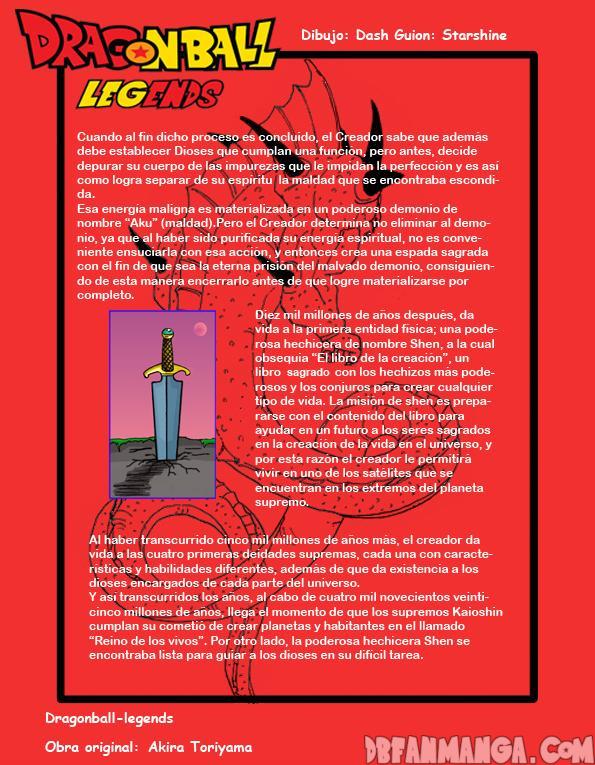 DRAGONBALL
LEGENDS
Dibujo: Dash Guion: Starshine
Cuando al fin dicho proceso es concluido, el Creador sabe que además
debe establecer Dioses que cumplan una función, pero antes, decide
depurar su cuerpo de las impurezas que le impidan la perfección y es así
como logra separar de su espíritu la maldad que se encontraba escondi-
da.
Esa energía maligna es materializada en un poderoso demonio de
nombre "Aku" (maldad).Pero el Creador determina no eliminar al demo-
nio, ya que al haber sido purificada su energía espiritual, no es conve-
niente ensuciarla con esa acción, y entonces crea una espada sagrada
con el fin de que sea la eterna prisión del malvado demonio, consiguien-
do de esta manera encerrarlo antes de que logre materializarse por
completo.
Diez mil millones de años después, da
vida a la primera entidad física; una pode-
rosa hechicera de nombre Shen, a la cual
obsequia "El libro de la creación", un
libro sagrado con los hechizos más pode-
rosos y los conjuros para crear cualquier
tipo de vida. La misión de shen es prepa-
rarse con el contenido del libro para
ayudar en un futuro a los seres sagrados
en la creación de la vida en el universo, y
por esta razón el creador le permitirá
vivir en uno de los satélites que se
encuentran en los extremos del planeta
supremo.
Al haber transcurrido cinco mil millones de años más, el creador da
vida a las cuatro primeras deidades supremas, cada una con caracte-
rísticas y habilidades diferentes, además de que da existencia a los
dioses encargados de cada parte del universo.
Y así transcurridos los años, al cabo de cuatro mil novecientos veinti-
cinco millones de años, llega el momento de que los supremos Kaioshin
cumplan su cometio de crear planetas y habitantes en el llamado
"Reino de los vivos". Por otro lado, la poderosa hechicera Shen se
encontraba lista para guiar a los dioses en su difícil tarea.
Dragonball-legends
Obra original: Akira Toriyama
DBFANMANGA.COM